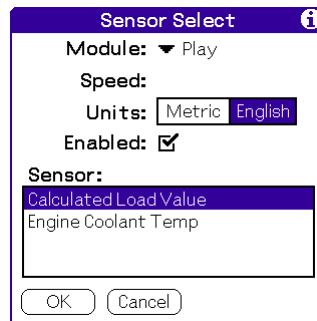 Sensor Select i
Module: Play
Speed:
Units: Metric English
Enabled:
Sensor:
Calculated Load Value
Engine Coolant Temp
OK Cancel